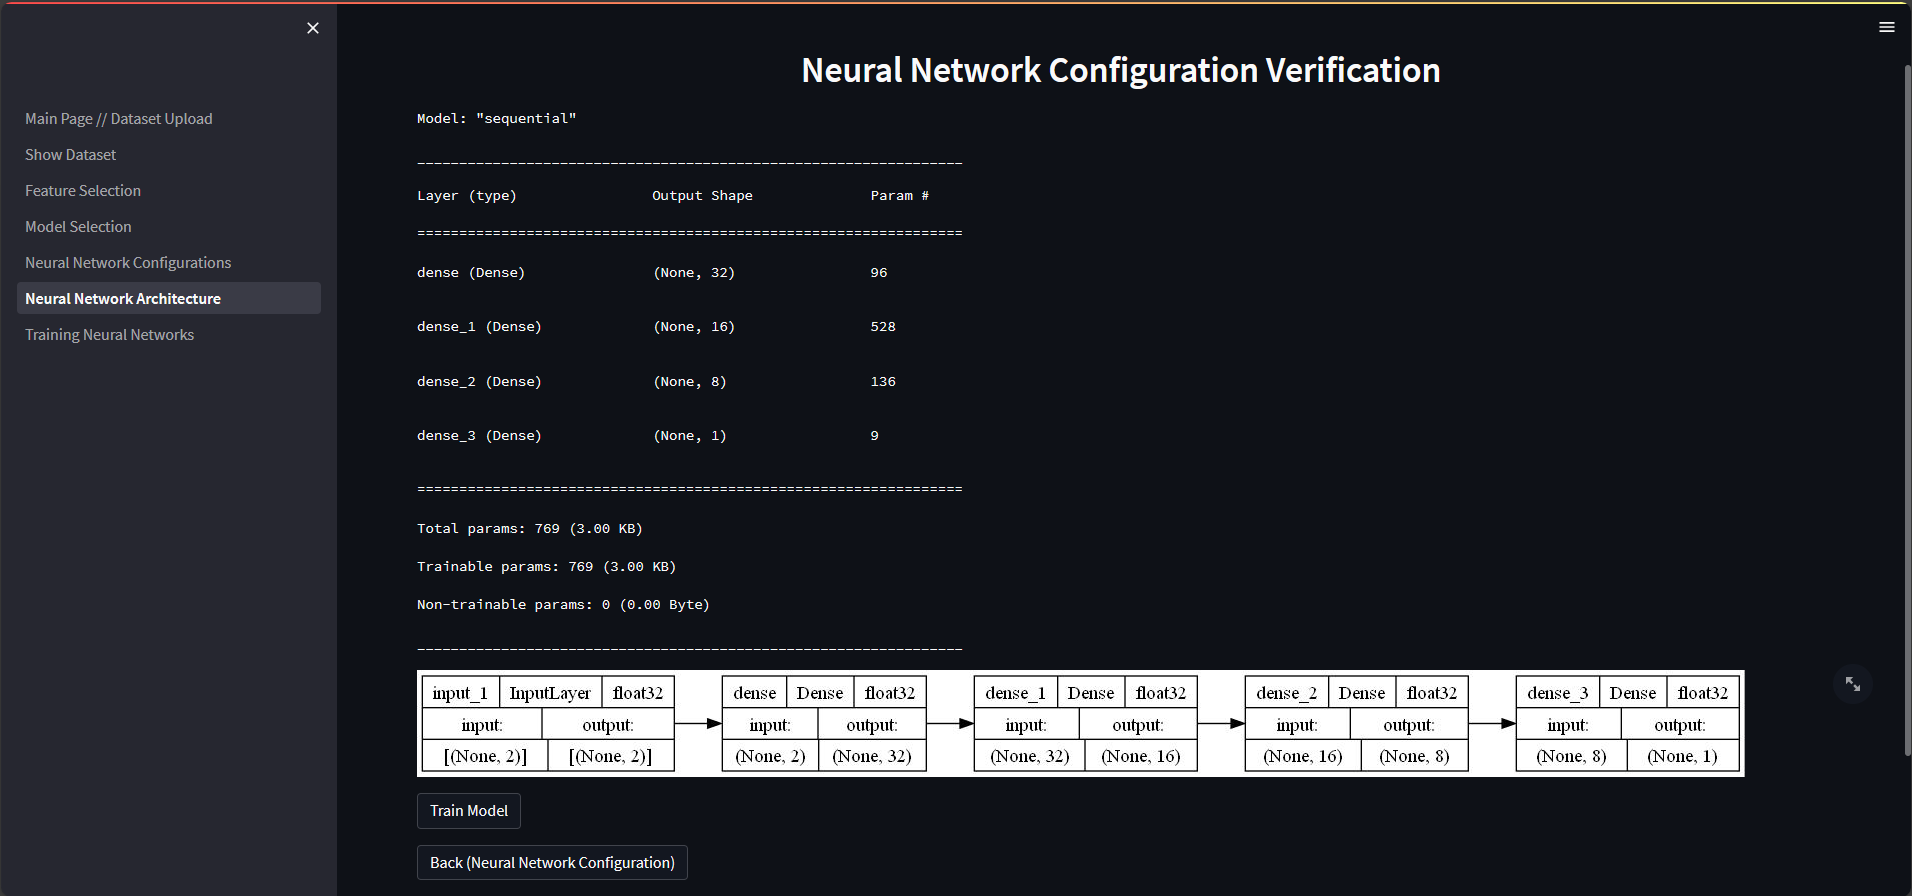 Main Page // Dataset Upload
Show Dataset
Feature Selection
Model Selection
Neural Network Configurations
Neural Network Architecture
Training Neural Networks
Neural Network Configuration Verification
Model: "sequential"
_________________________________________________________________
Layer (type) Output Shape Param #
=================================================================
dense (Dense) (None, 32) 96
dense_1 (Dense) (None, 16) 528
dense_2 (Dense) (None, 8) 136
dense_3 (Dense) (None, 1) 9
=================================================================
Total params: 769 (3.00 KB)
Trainable params: 769 (3.00 KB)
Non-trainable params: 0 (0.00 Byte)
_________________________________________________________________
input_1 InputLayer float32 dense Dense float32 dense_1 Dense float32 dense_2 Dense float32 dense_3 Dense float32
input: output: input: output: input: output: input: output: input: output:
[(None, 2)] [(None, 2)] (None, 2) (None, 32) (None, 32) (None, 16) (None, 16) (None, 8) (None, 8) (None, 1)
Train Model
Back (Neural Network Configuration)